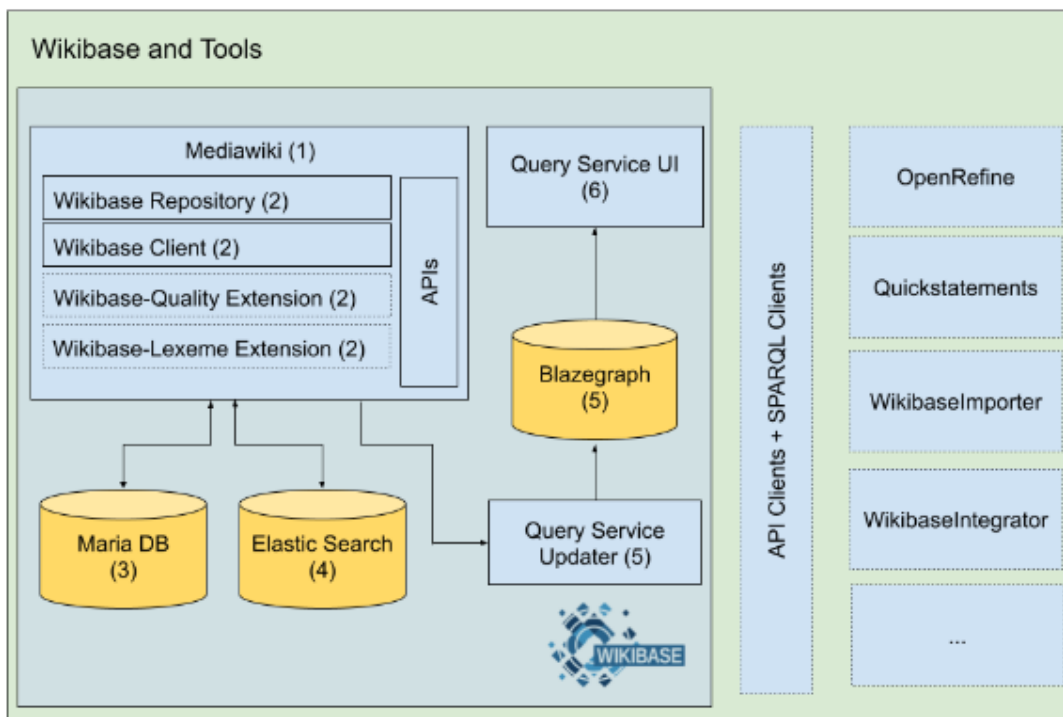 Wikibase and Tools
Mediawiki (1)
Wikibase Repository (2)
Wikibase Client (2)
Wikibase-Quality Extension (2)
Wikibase-Lexeme Extension (2)
APIs
Query Service UI
(6)
Blazegraph
(5)
Maria DB
(3)
Elastic Search
(4)
Query Service
Updater (5)
WIKIBASE
API Clients + SPARQL Clients
OpenRefine
Quickstatements
WikibaseImporter
WikibaseIntegrator
...